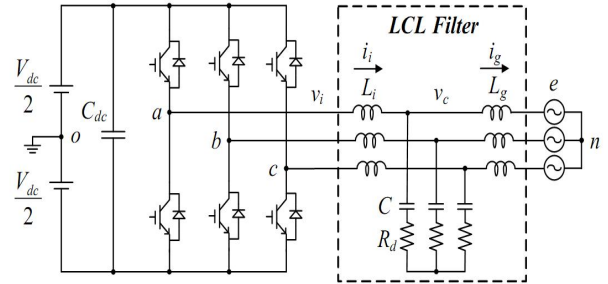 LCL Filter
i_i
i_g
V_dc
2
C_dc
L_i
L_g
e
v_i
v_c
a
o
b
n
c
V_dc
2
C
R_d